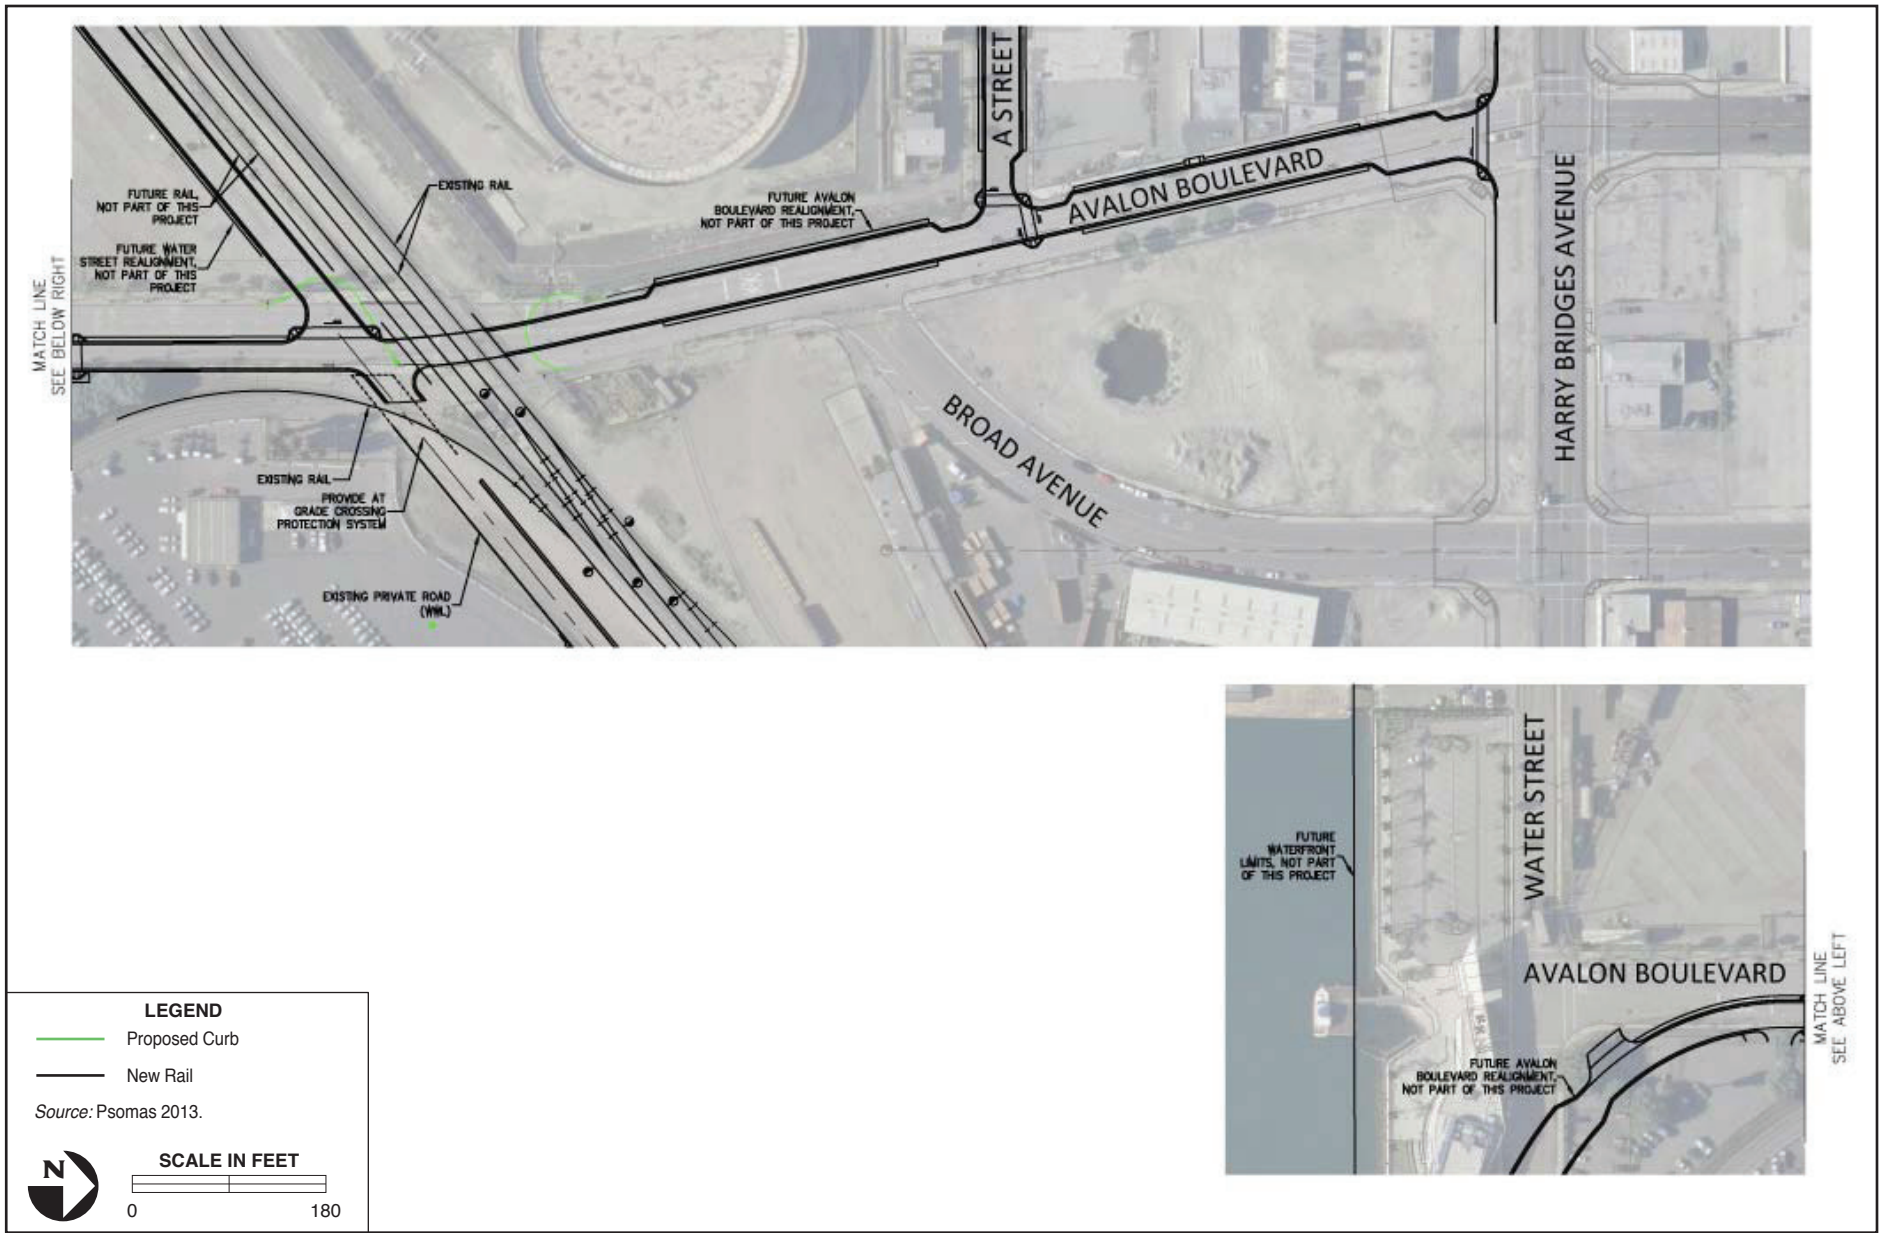 A STREET
EXISTING RAIL
FUTURE RAIL,
NOT PART OF THIS
PROJECT
FUTURE WATER
STREET REALIGNMENT,
NOT PART OF THIS
PROJECT
MATCH LINE
SEE BELOW RIGHT
FUTURE AVALON
BOULEVARD REALIGNMENT,
NOT PART OF THIS PROJECT
AVALON BOULEVARD
HARRY BRIDGES AVENUE
BROAD AVENUE
EXISTING RAIL
PROVIDE AT
GRADE CROSSING
PROTECTION SYSTEM
EXISTING PRIVATE ROAD
(WWL)
WATER STREET
FUTURE
WATERFRONT
LIMITS, NOT PART
OF THIS PROJECT
AVALON BOULEVARD
MATCH LINE
SEE ABOVE LEFT
FUTURE AVALON
BOULEVARD REALIGNMENT,
NOT PART OF THIS PROJECT
LEGEND
Proposed Curb
New Rail
Source: Psomas 2013.
N
SCALE IN FEET
0 180